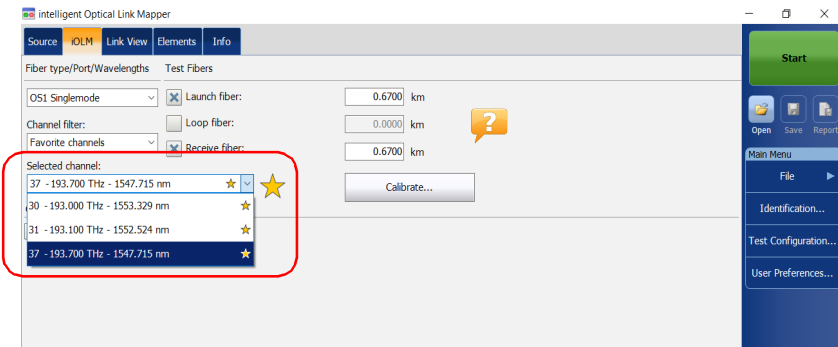 intelligent Optical Link Mapper
Source iOLM Link View Elements Info
Fiber type/Port/Wavelengths Test Fibers
OS1 Singlemode
Launch fiber: 0.6700 km
Loop fiber: 0.0000 km
Channel filter:
Favorite channels
Receive fiber: 0.6700 km
Selected channel:
37 - 193.700 THz - 1547.715 nm
Calibrate...
30 - 193.000 THz - 1553.329 nm
31 - 193.100 THz - 1552.524 nm
37 - 193.700 THz - 1547.715 nm
?
Start
Open Save Report
Main Menu
File
Identification...
Test Configuration...
User Preferences...